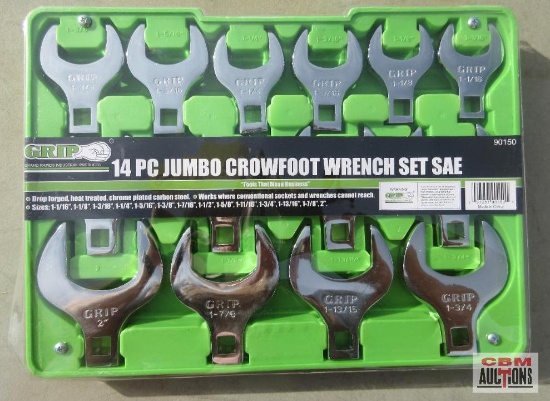 GRIP
1-1/8
GRIP
1-1/16
GRIP
90150
14 PC JUMBO CROWFOOT WRENCH SET SAE
"Tools That Mean Business"
Drop forged, heat treated, chrome plated carbon steel. Works where conventional sockets and wrenches cannot reach.
Sizes: 1-1/16", 1-1/8", 1-3/16", 1-1/4", 1-5/16", 1-3/8", 1-7/16", 1-1/2", 1-5/8", 1-11/16", 1-3/4", 1-13/16", 1-7/8", 2".
GRIP
2"
GRIP
1-7/8
GRIP
1-13/16
GRIP
1-3/4
CBM
AUCTIONS